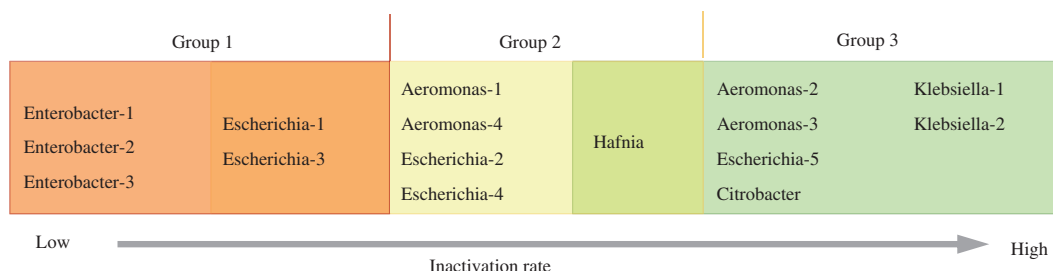 Group 1
Group 2
Group 3
Enterobacter-1
Enterobacter-2
Enterobacter-3
Escherichia-1
Escherichia-3
Aeromonas-1
Aeromonas-4
Escherichia-2
Escherichia-4
Hafnia
Aeromonas-2
Aeromonas-3
Escherichia-5
Citrobacter
Klebsiella-1
Klebsiella-2
Low
High
Inactivation rate